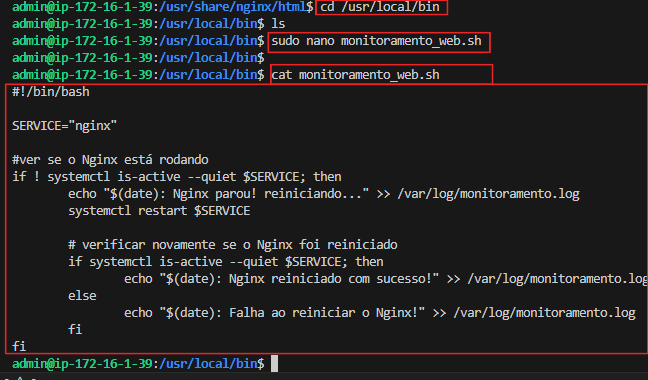 admin@ip-172-16-1-39:/usr/share/nginx/html$ cd /usr/local/bin
admin@ip-172-16-1-39:/usr/local/bin$ ls
admin@ip-172-16-1-39:/usr/local/bin$ sudo nano monitoramento_web.sh
admin@ip-172-16-1-39:/usr/local/bin$
admin@ip-172-16-1-39:/usr/local/bin$ cat monitoramento_web.sh
#!/bin/bash

SERVICE="nginx"

#ver se o Nginx está rodando
if ! systemctl is-active --quiet $SERVICE; then
        echo "$(date): Nginx parou! reiniciando..." >> /var/log/monitoramento.log
        systemctl restart $SERVICE

        # verificar novamente se o Nginx foi reiniciado
        if systemctl is-active --quiet $SERVICE; then
                echo "$(date): Nginx reiniciado com sucesso!" >> /var/log/monitoramento.log
        else
                echo "$(date): Falha ao reiniciar o Nginx!" >> /var/log/monitoramento.log
        fi
fi
admin@ip-172-16-1-39:/usr/local/bin$